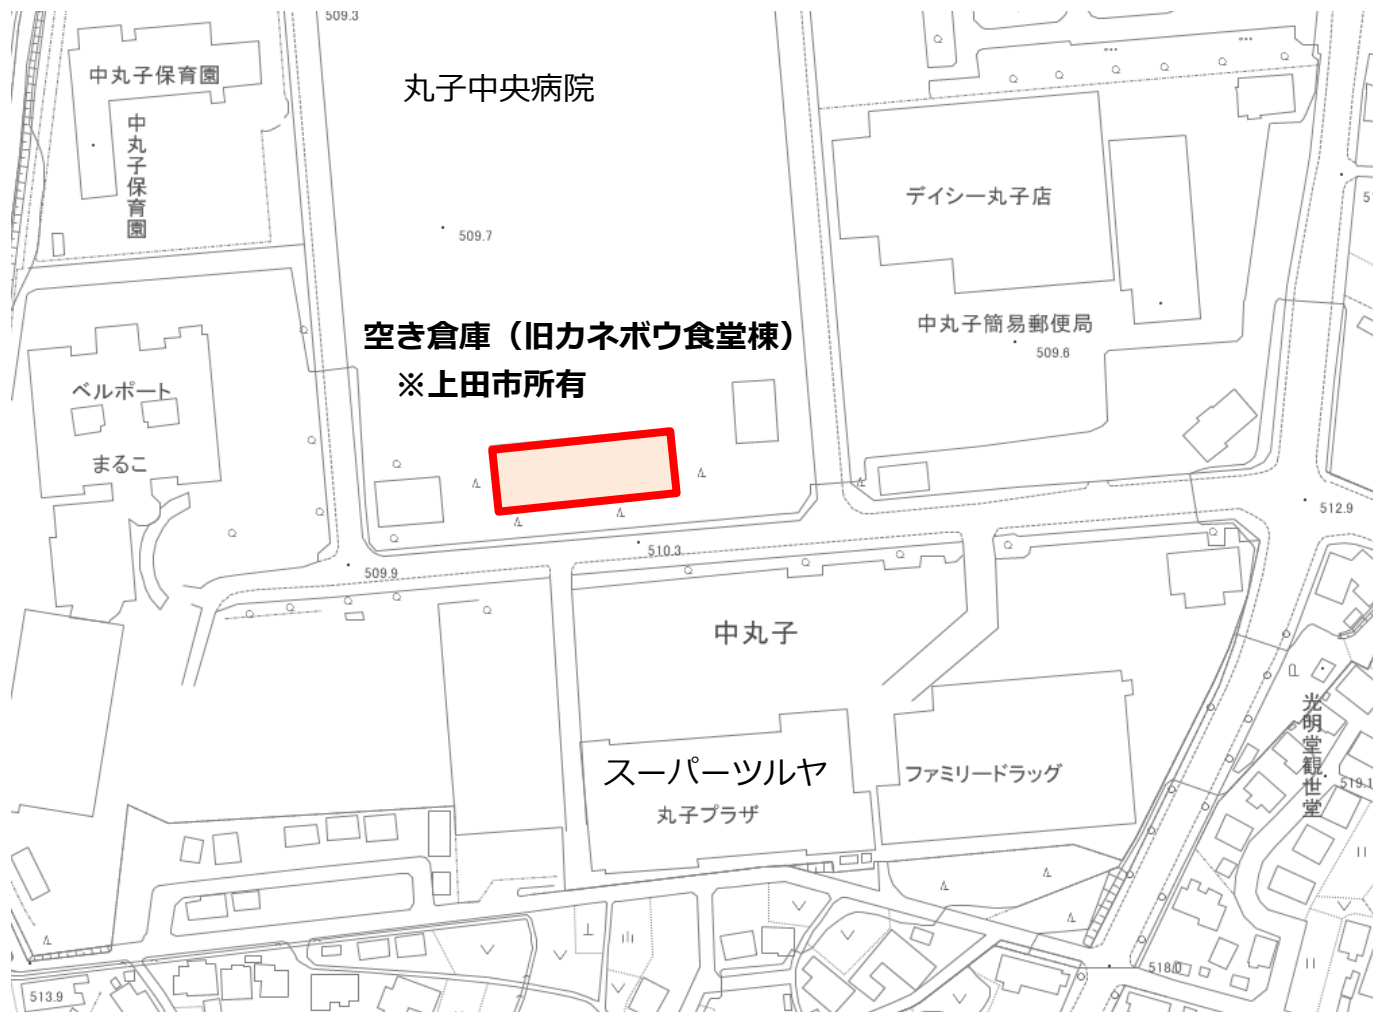 509.3
丸子中央病院
中丸子保育園
中丸子保育園
デイシー丸子店
509.7
空き倉庫（旧カネボウ食堂棟）
※上田市所有
中丸子簡易郵便局
509.6
ベルポート
まるこ
512.9
510.3
509.9
中丸子
光明堂観世堂
スーパーツルヤ
ファミリードラッグ
丸子プラザ
519.1
518.0
513.9